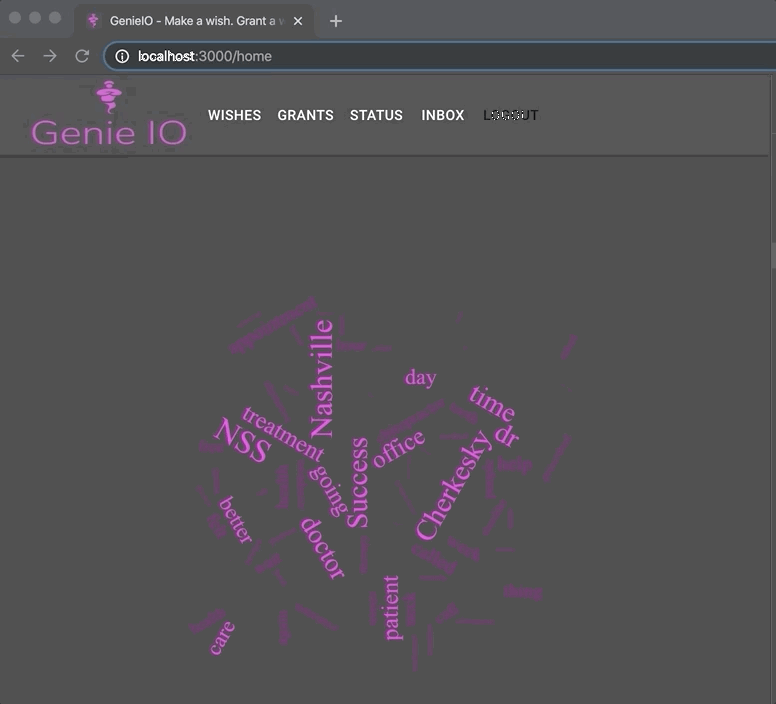 GenieIO - Make a wish. Grant a w
localhost:3000/home
Genie IO
WISHES GRANTS STATUS INBOX LOGOUT
Nashville
day
time
treatment
NSS
dr
office
Success
Cherkesky
going
better
doctor
patient
care